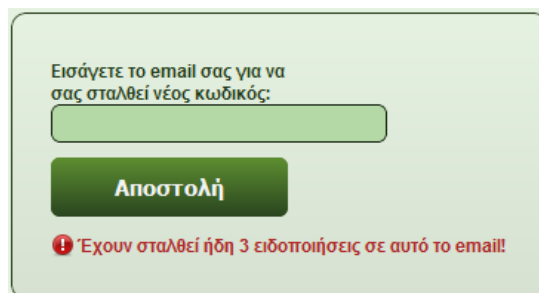 Εισάγετε το email σας για να
σας σταλθεί νέος κωδικός:
Αποστολή
Έχουν σταλθεί ήδη 3 ειδοποιήσεις σε αυτό το email!